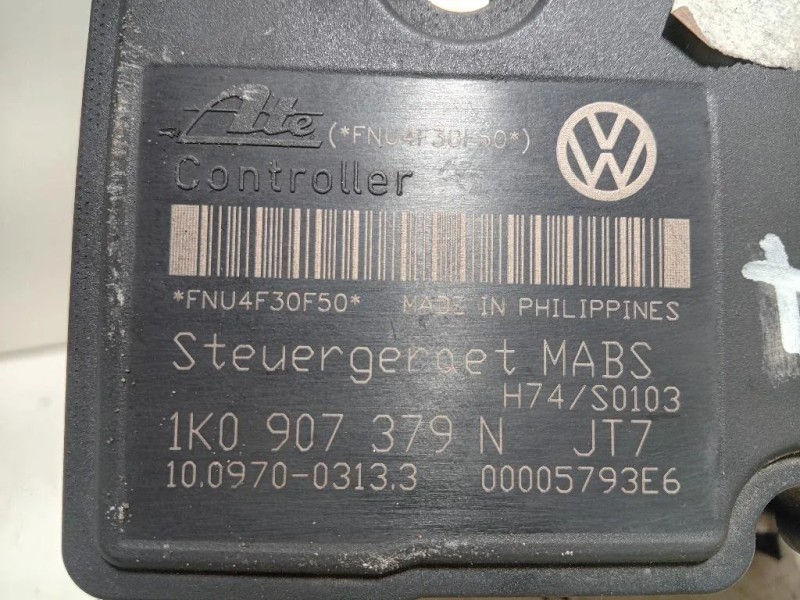 Ate (*FNU4F30F50*)
Controller
*FNU4F30F50* MADE IN PHILIPPINES
Steuergeraet MABS
H74/S0103
1K0 907 379 N JT7
10.0970-0313.3 00005793E6